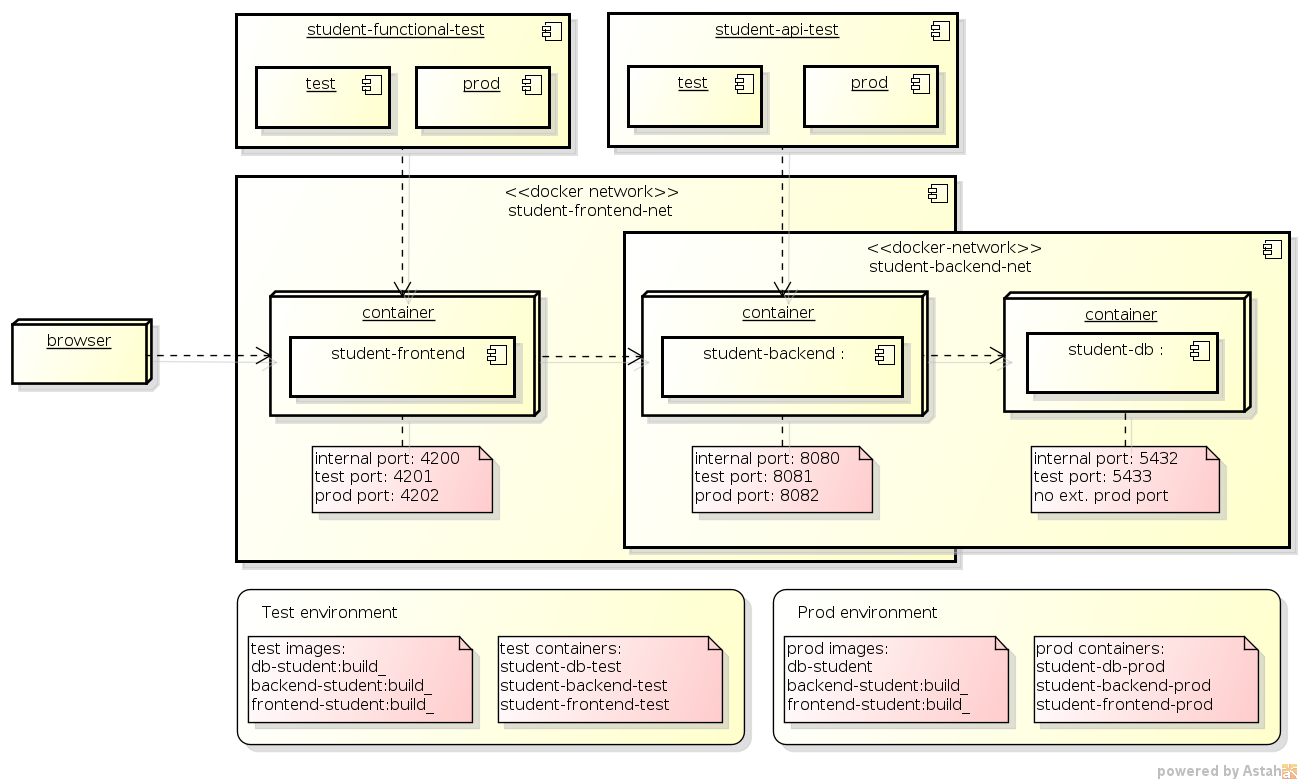 student-functional-test
test
prod
student-api-test
test
prod
<<docker network>>
student-frontend-net
<<docker-network>>
student-backend-net
browser
container
student-frontend
container
student-backend :
container
student-db :
internal port: 4200
test port: 4201
prod port: 4202
internal port: 8080
test port: 8081
prod port: 8082
internal port: 5432
test port: 5433
no ext. prod port
Test environment
test images:
db-student:build_
backend-student:build_
frontend-student:build_
test containers:
student-db-test
student-backend-test
student-frontend-test
Prod environment
prod images:
db-student
backend-student:build_
frontend-student:build_
prod containers:
student-db-prod
student-backend-prod
student-frontend-prod
powered by Astah